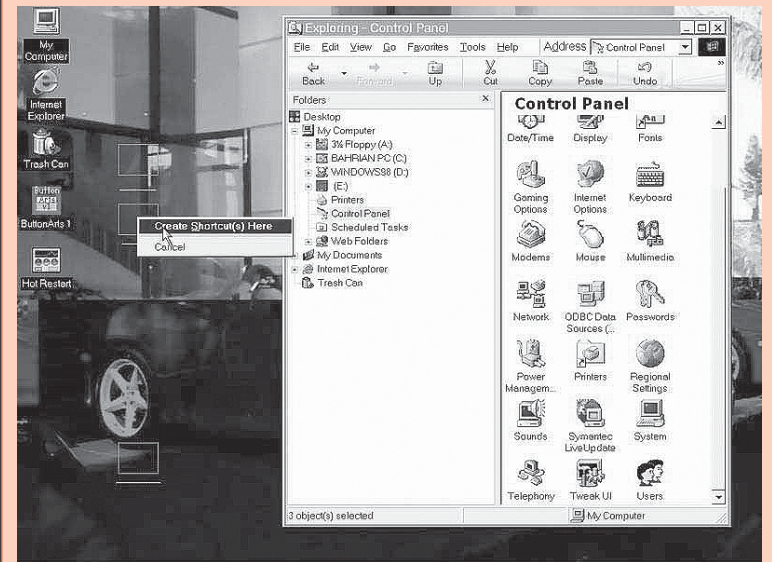 My
Computer
Internet
Explorer
Trash Can
Button
Arts
ButtonArts 1
Hot Restart
Create Shortcut(s) Here
Cancel
Exploring - Control Panel
File Edit View Go Favorites Tools Help Address Control Panel
Back Forward Up Cut Copy Paste Undo
Folders
Desktop
My Computer
3½ Floppy (A:)
BAHRIAN PC (C:)
WINDOWS98 (D:)
(E:)
Printers
Control Panel
Scheduled Tasks
Web Folders
My Documents
Internet Explorer
Trash Can
Control Panel
Date/Time Display Fonts
Gaming Options Internet Options Keyboard
Modems Mouse Multimedia
Network ODBC Data Sources (... Passwords
Power Managem... Printers Regional Settings
Sounds Symantec LiveUpdate System
Telephony Tweak UI Users
3 object(s) selected My Computer